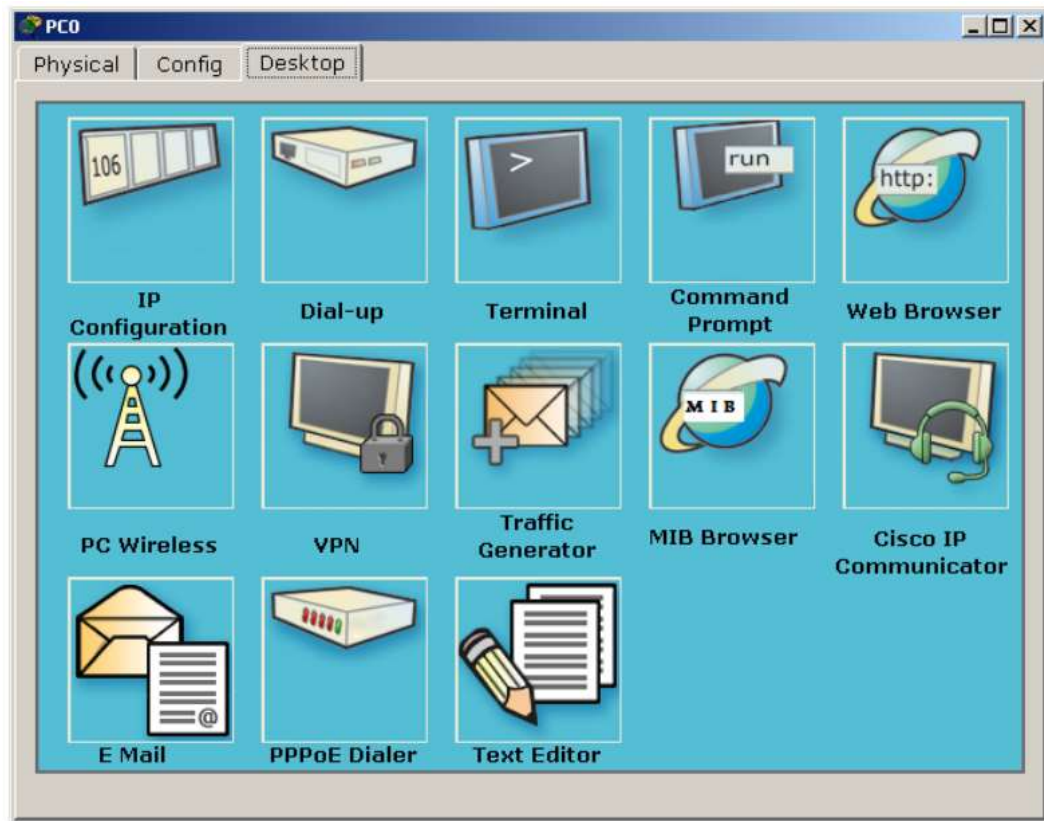 PC0
Physical
Config
Desktop
106
>
run
http:
IP
Configuration
Dial-up
Terminal
Command
Prompt
Web Browser
MIB
PC Wireless
VPN
Traffic
Generator
MIB Browser
Cisco IP
Communicator
@
E Mail
PPPoE Dialer
Text Editor